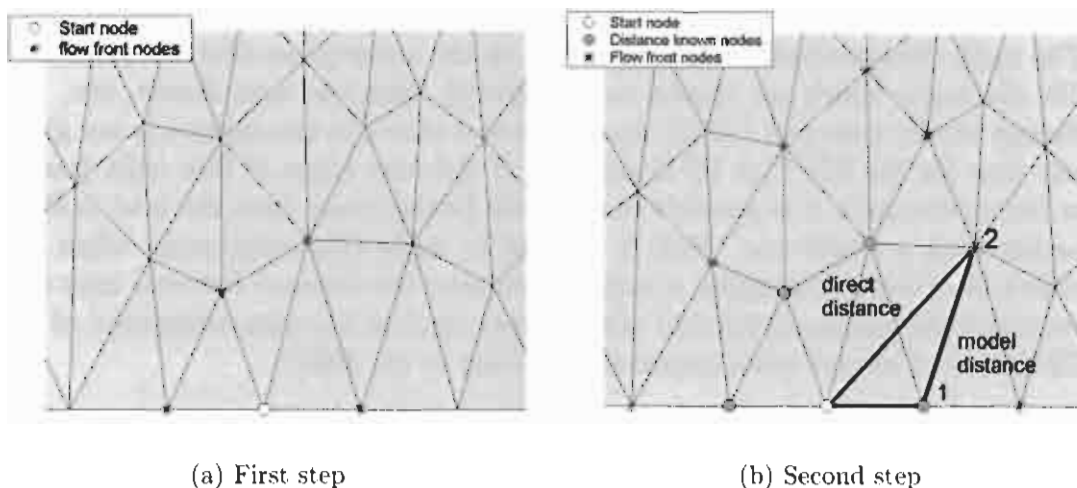 Start node
flow front nodes
Start node
Distance known nodes
Flow front nodes
2
direct
distance
model
distance
1
(a) First step
(b) Second step